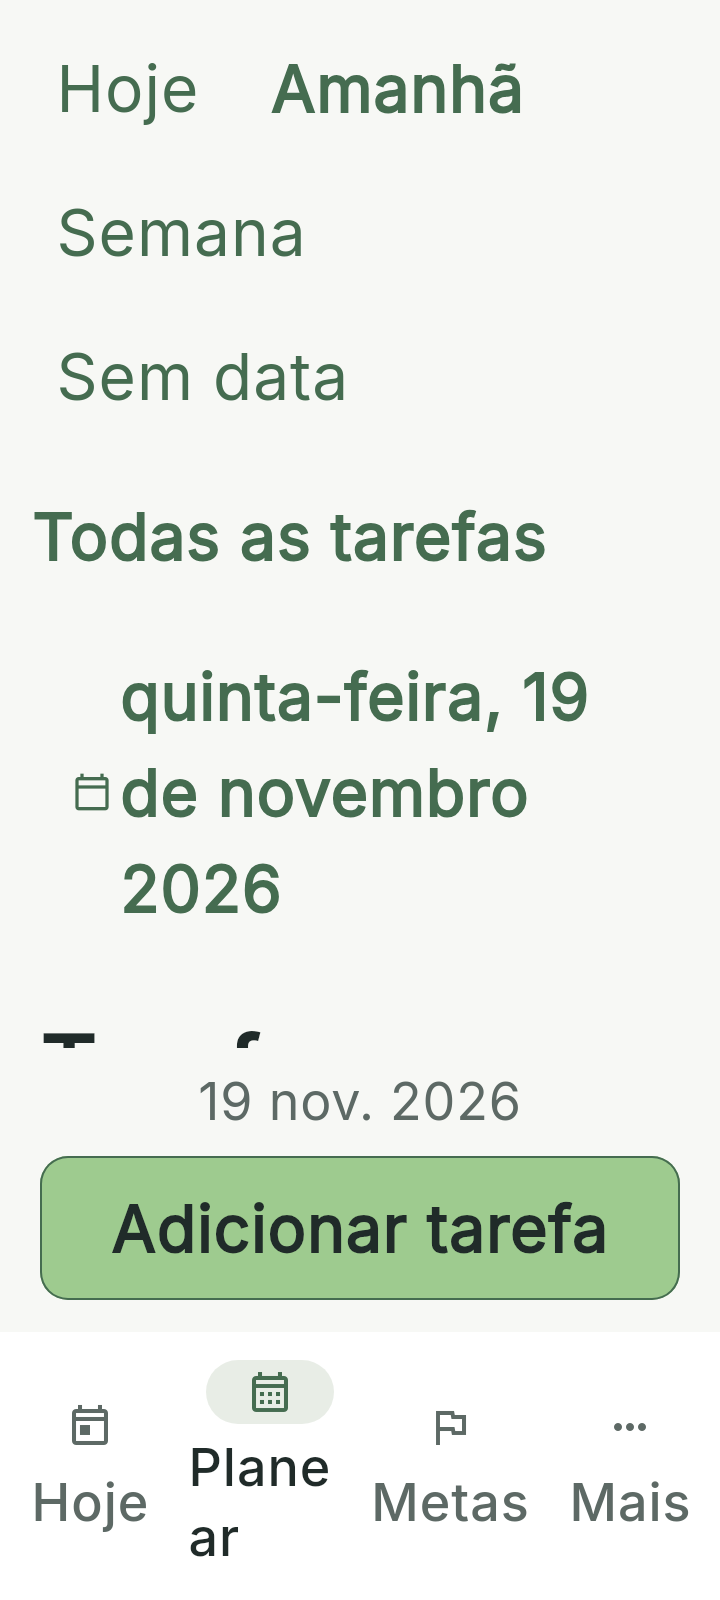 Hoje Amanhã
Semana
Sem data
Todas as tarefas
quinta-feira, 19
de novembro
2026
19 nov. 2026
Adicionar tarefa
Hoje
Plane
ar
Metas
Mais